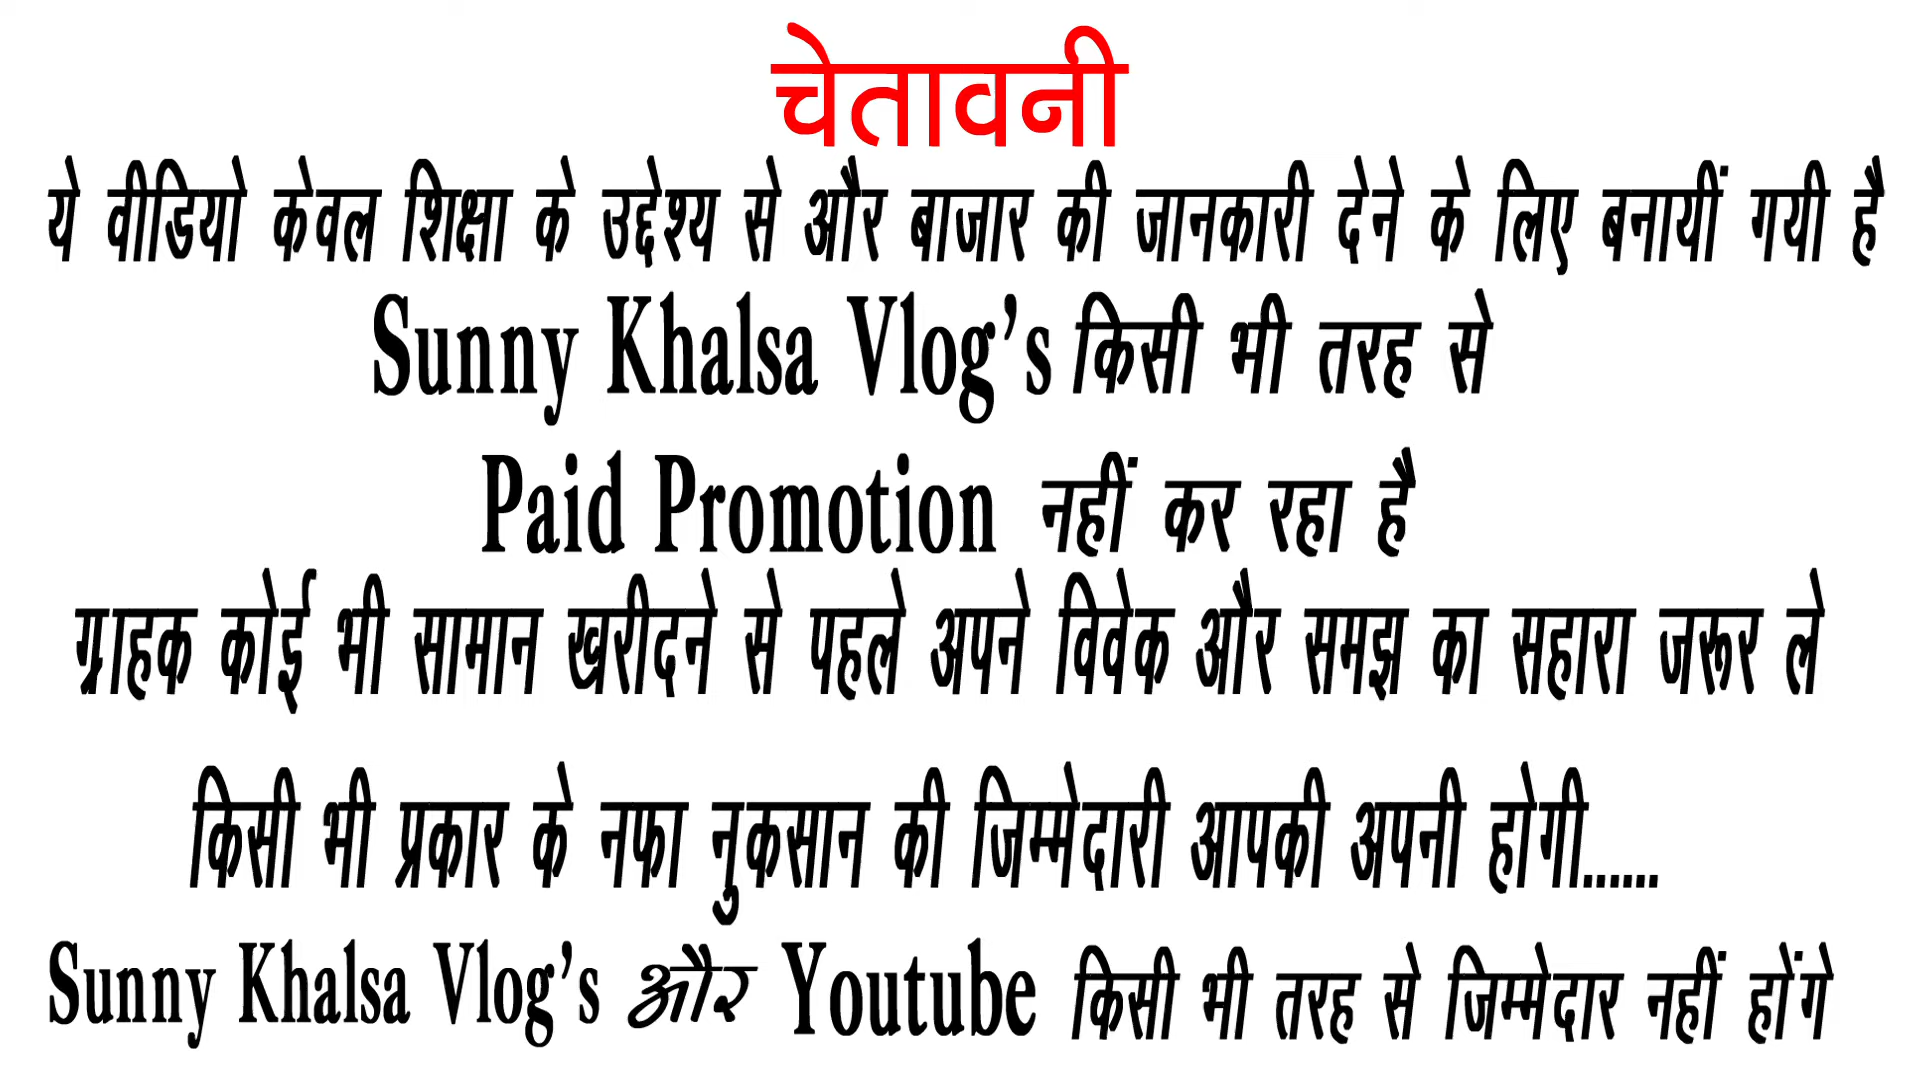 चेतावनी
ये वीडियो केवल शिक्षा के उद्देश्य से और बाजार की जानकारी देने के लिए बनायीं गयी है
Sunny Khalsa Vlog’s किसी भी तरह से
Paid Promotion नहीं कर रहा है
ग्राहक कोई भी सामान खरीदने से पहले अपने विवेक और समझ का सहारा जरूर ले
किसी भी प्रकार के नफा नुकसान की जिम्मेदारी आपकी अपनी होगी......
Sunny Khalsa Vlog’s और Youtube किसी भी तरह से जिम्मेदार नहीं होंगे